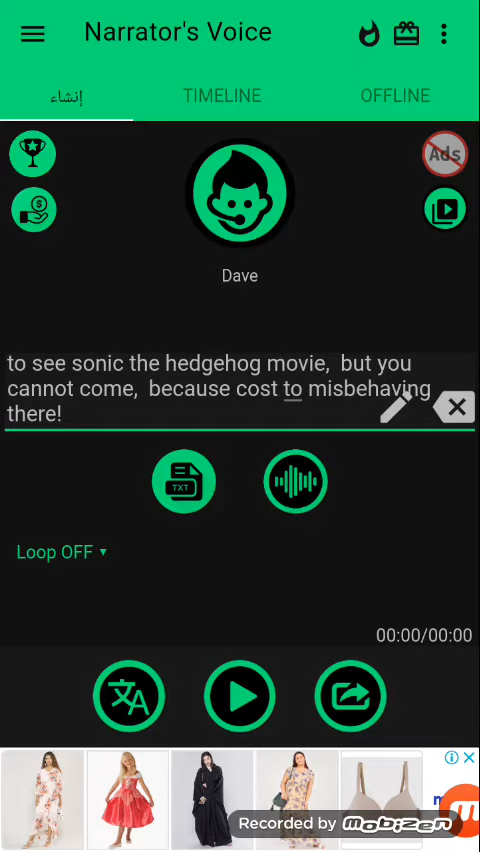 Narrator's Voice
إنشاء
TIMELINE
OFFLINE
Ads
Dave
to see sonic the hedgehog movie,  but you
cannot come,  because cost to misbehaving
there!
TXT
Loop OFF
00:00/00:00
Recorded by mobizen